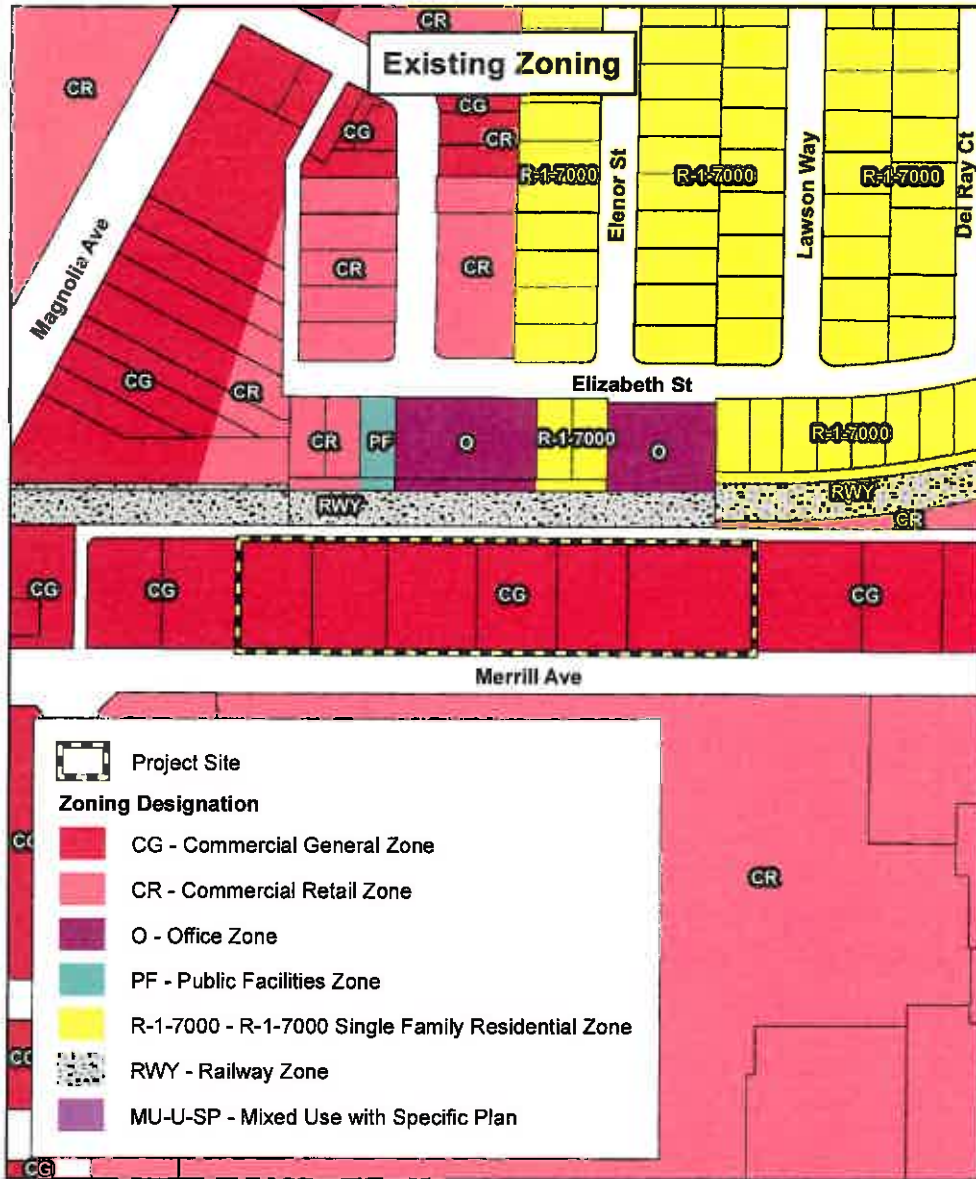 Existing Zoning
CR
CR
CG
CR
CG
R-1-7000
R-1-7000
R-1-7000
Elenor St
Lawson Way
Del Ray Ct
Magnolia Ave
CR
CR
Elizabeth St
CG
CR
CR
PF
O
R-1-7000
O
R-1-7000
RWY
RWY
CR
CG
CG
CG
CG
Merrill Ave
Project Site
Zoning Designation
CG - Commercial General Zone
CR - Commercial Retail Zone
O - Office Zone
PF - Public Facilities Zone
R-1-7000 - R-1-7000 Single Family Residential Zone
RWY - Railway Zone
MU-U-SP - Mixed Use with Specific Plan
CR
CG